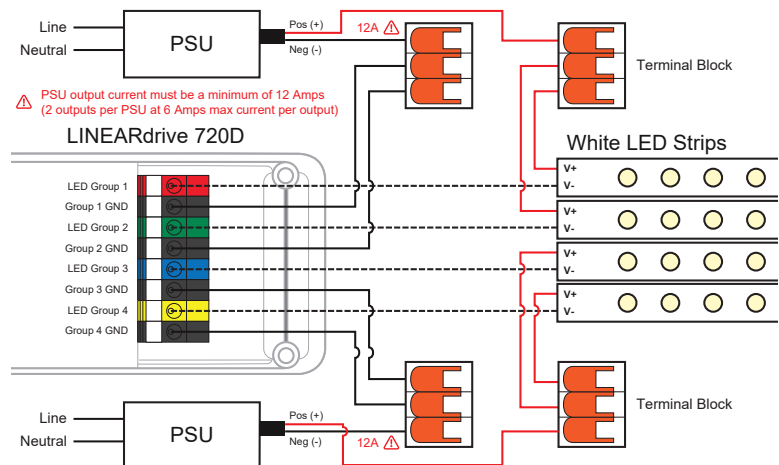 Line
Neutral
PSU
Pos (+)
Neg (-)
12A
Terminal Block
PSU output current must be a minimum of 12 Amps
(2 outputs per PSU at 6 Amps max current per output)
LINEARdrive 720D
White LED Strips
LED Group 1
Group 1 GND
LED Group 2
Group 2 GND
LED Group 3
Group 3 GND
LED Group 4
Group 4 GND
V+
V-
V+
V-
V+
V-
V+
V-
Line
Neutral
PSU
Pos (+)
Neg (-)
12A
Terminal Block